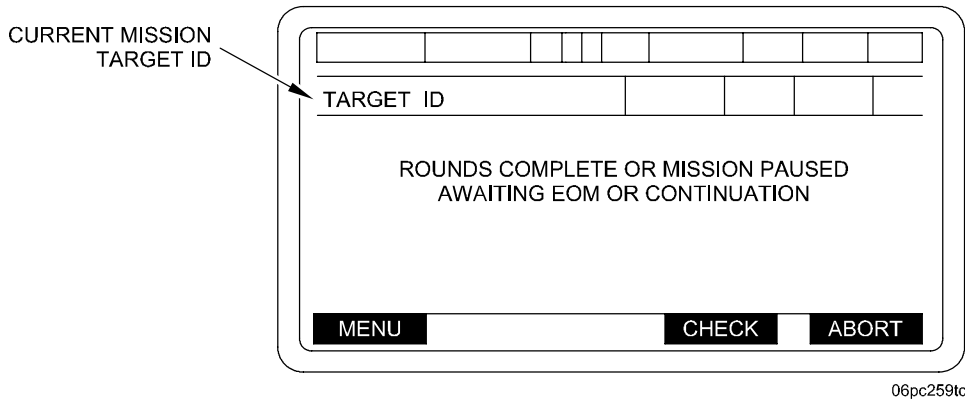 CURRENT MISSION
TARGET ID
TARGET ID
ROUNDS COMPLETE OR MISSION PAUSED
AWAITING EOM OR CONTINUATION
MENU CHECK ABORT
06pc259tc